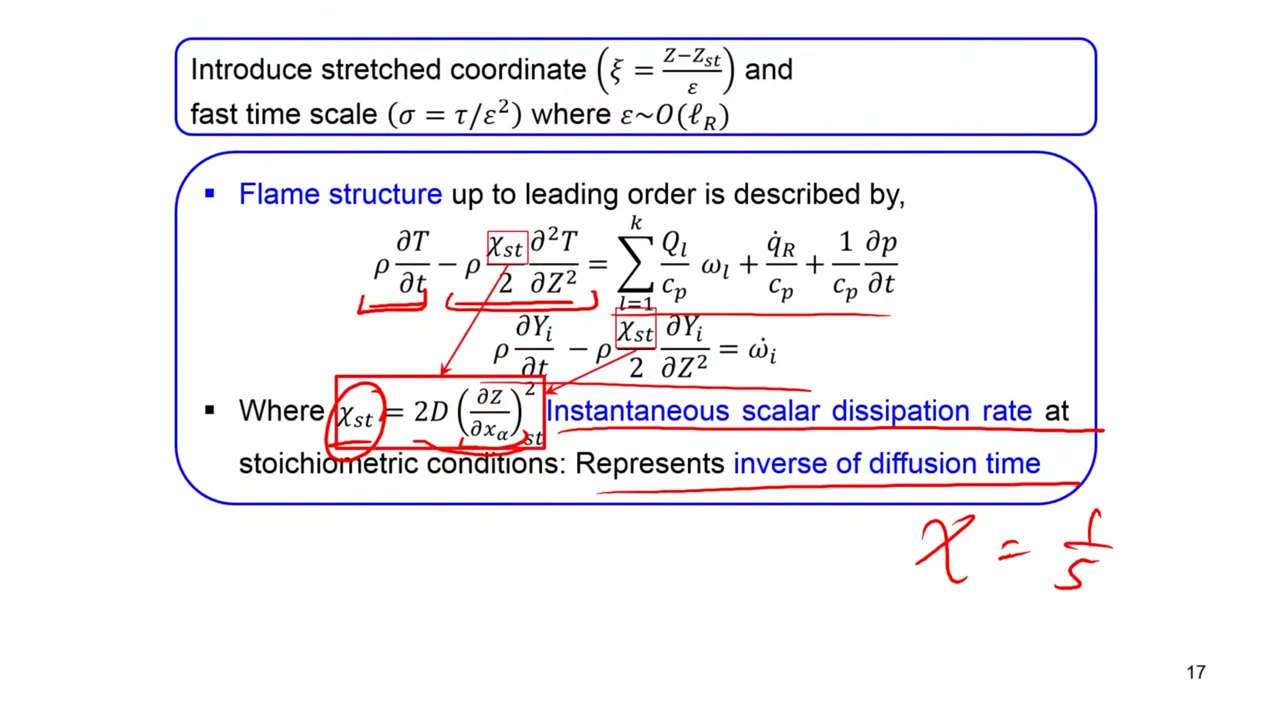 Introduce stretched coordinate (ξ = (Z−Z_st)/ε) and
fast time scale (σ = τ/ε²) where ε~O(ℓ_R)
▪ Flame structure up to leading order is described by,
ρ ∂T/∂t − ρ χ_st/2 ∂²T/∂Z² = ∑_{l=1}^{k} Q_l/c_p ω_l + q̇_R/c_p + 1/c_p ∂p/∂t
ρ ∂Y_i/∂t − ρ χ_st/2 ∂Y_i/∂Z² = ω̇_i
▪ Where χ_st = 2D (∂Z/∂x_α)²_st Instantaneous scalar dissipation rate at
stoichiometric conditions: Represents inverse of diffusion time
χ = 1/s
17